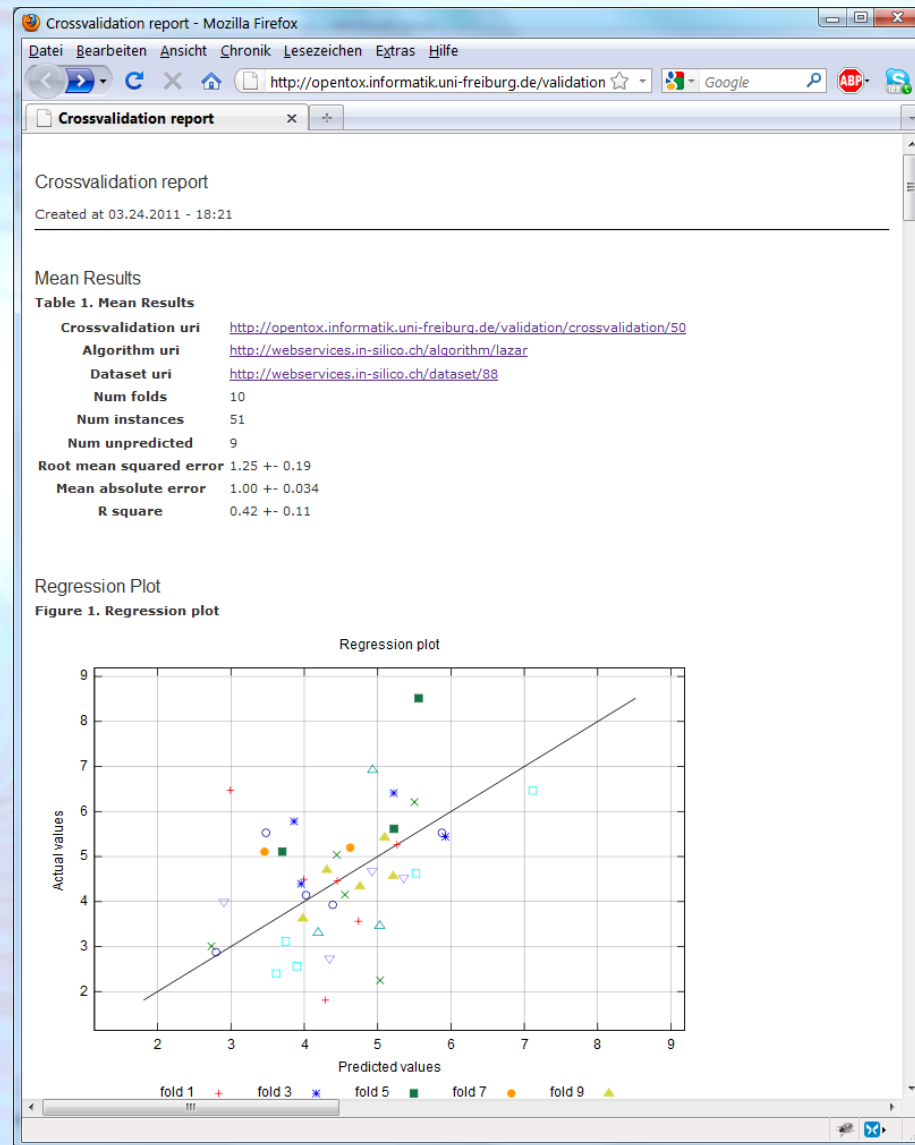 Crossvalidation report - Mozilla Firefox
Datei Bearbeiten Ansicht Chronik Lesezeichen Extras Hilfe
http://opentox.informatik.uni-freiburg.de/validation Google ABP
Crossvalidation report
Crossvalidation report
Created at 03.24.2011 - 18:21
Mean Results
Table 1. Mean Results
Crossvalidation uri http://opentox.informatik.uni-freiburg.de/validation/crossvalidation/50
Algorithm uri http://webservices.in-silico.ch/algorithm/lazar
Dataset uri http://webservices.in-silico.ch/dataset/88
Num folds 10
Num instances 51
Num unpredicted 9
Root mean squared error 1.25 +- 0.19
Mean absolute error 1.00 +- 0.034
R square 0.42 +- 0.11
Regression Plot
Figure 1. Regression plot
Regression plot
9
8
7
6
5
4
3
2
Actual values
2 3 4 5 6 7 8 9
Predicted values
fold 1 fold 3 fold 5 fold 7 fold 9